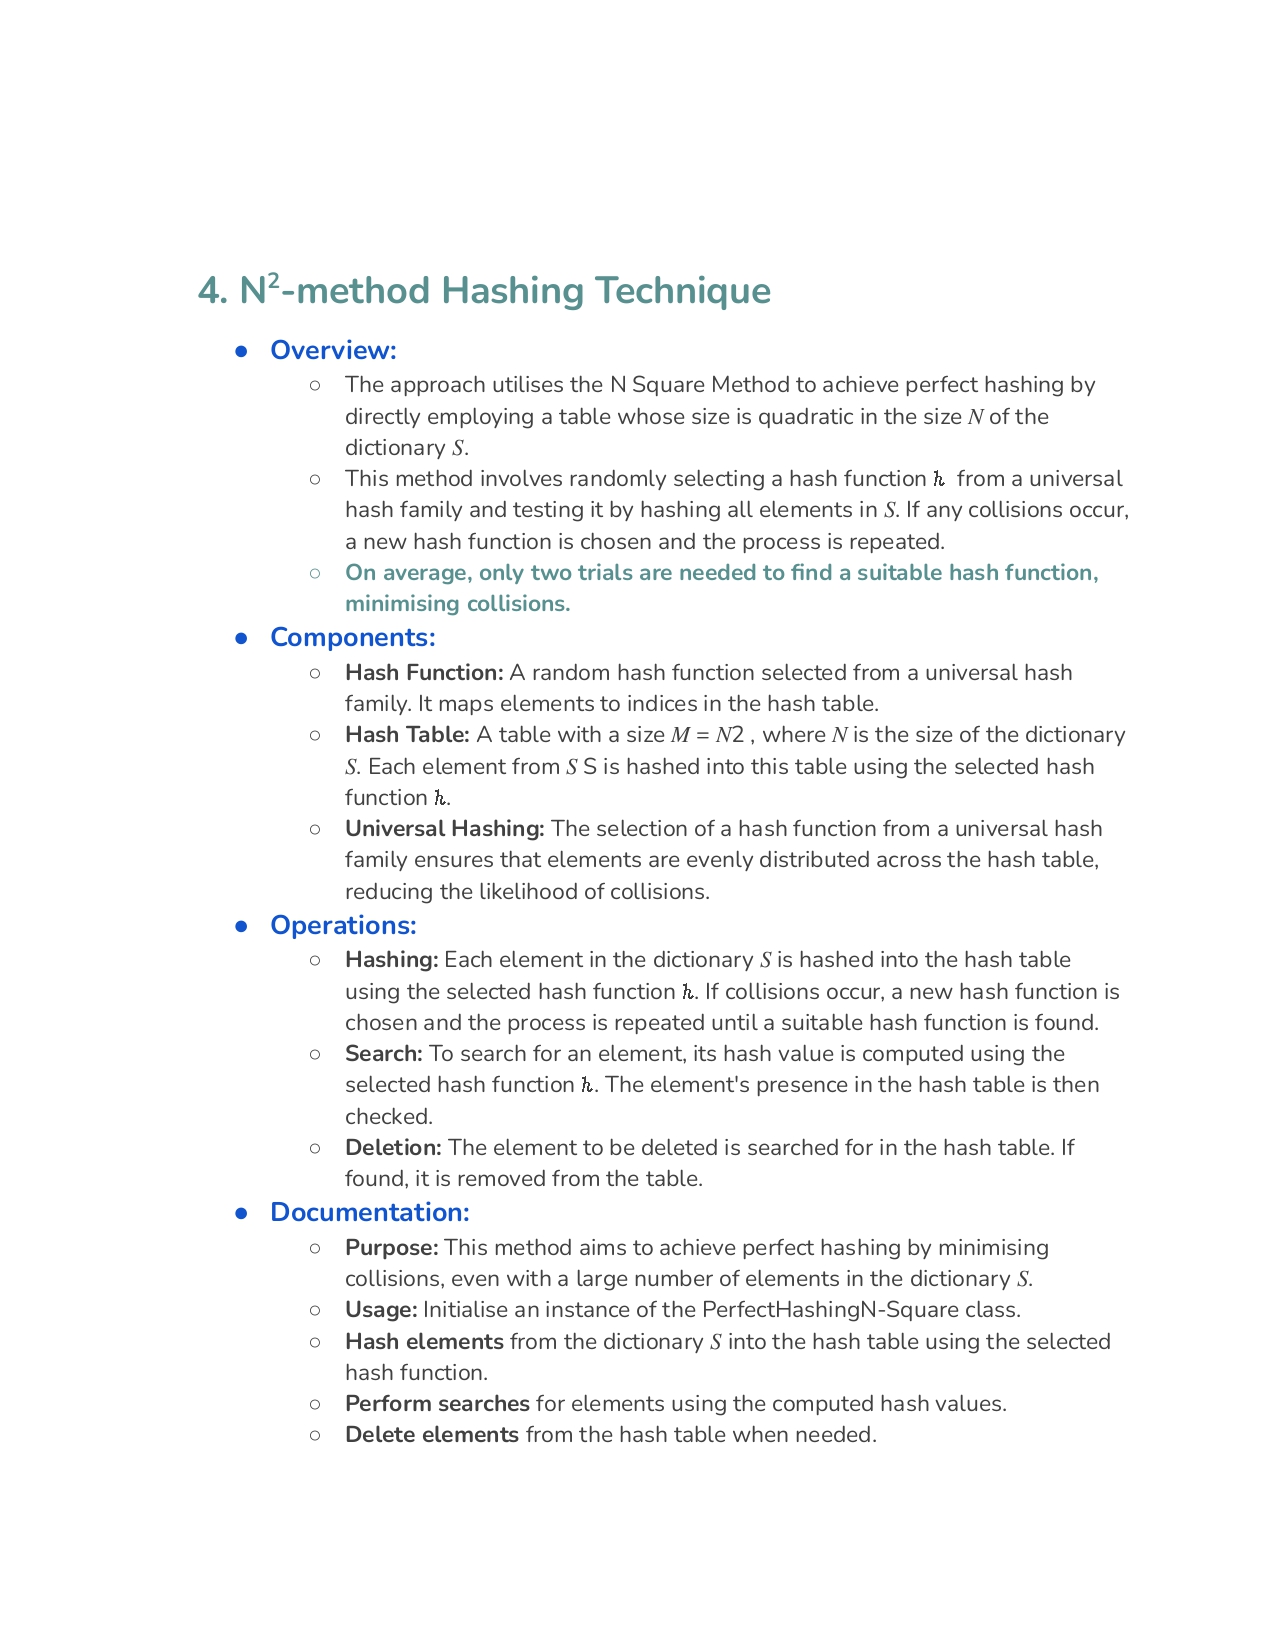 4. N²-method Hashing Technique
● Overview:
○ The approach utilises the N Square Method to achieve perfect hashing by
directly employing a table whose size is quadratic in the size N of the
dictionary S.
○ This method involves randomly selecting a hash function h from a universal
hash family and testing it by hashing all elements in S. If any collisions occur,
a new hash function is chosen and the process is repeated.
○ On average, only two trials are needed to find a suitable hash function,
minimising collisions.
● Components:
○ Hash Function: A random hash function selected from a universal hash
family. It maps elements to indices in the hash table.
○ Hash Table: A table with a size M = N2 , where N is the size of the dictionary
S. Each element from S S is hashed into this table using the selected hash
function h.
○ Universal Hashing: The selection of a hash function from a universal hash
family ensures that elements are evenly distributed across the hash table,
reducing the likelihood of collisions.
● Operations:
○ Hashing: Each element in the dictionary S is hashed into the hash table
using the selected hash function h. If collisions occur, a new hash function is
chosen and the process is repeated until a suitable hash function is found.
○ Search: To search for an element, its hash value is computed using the
selected hash function h. The element's presence in the hash table is then
checked.
○ Deletion: The element to be deleted is searched for in the hash table. If
found, it is removed from the table.
● Documentation:
○ Purpose: This method aims to achieve perfect hashing by minimising
collisions, even with a large number of elements in the dictionary S.
○ Usage: Initialise an instance of the PerfectHashingN-Square class.
○ Hash elements from the dictionary S into the hash table using the selected
hash function.
○ Perform searches for elements using the computed hash values.
○ Delete elements from the hash table when needed.